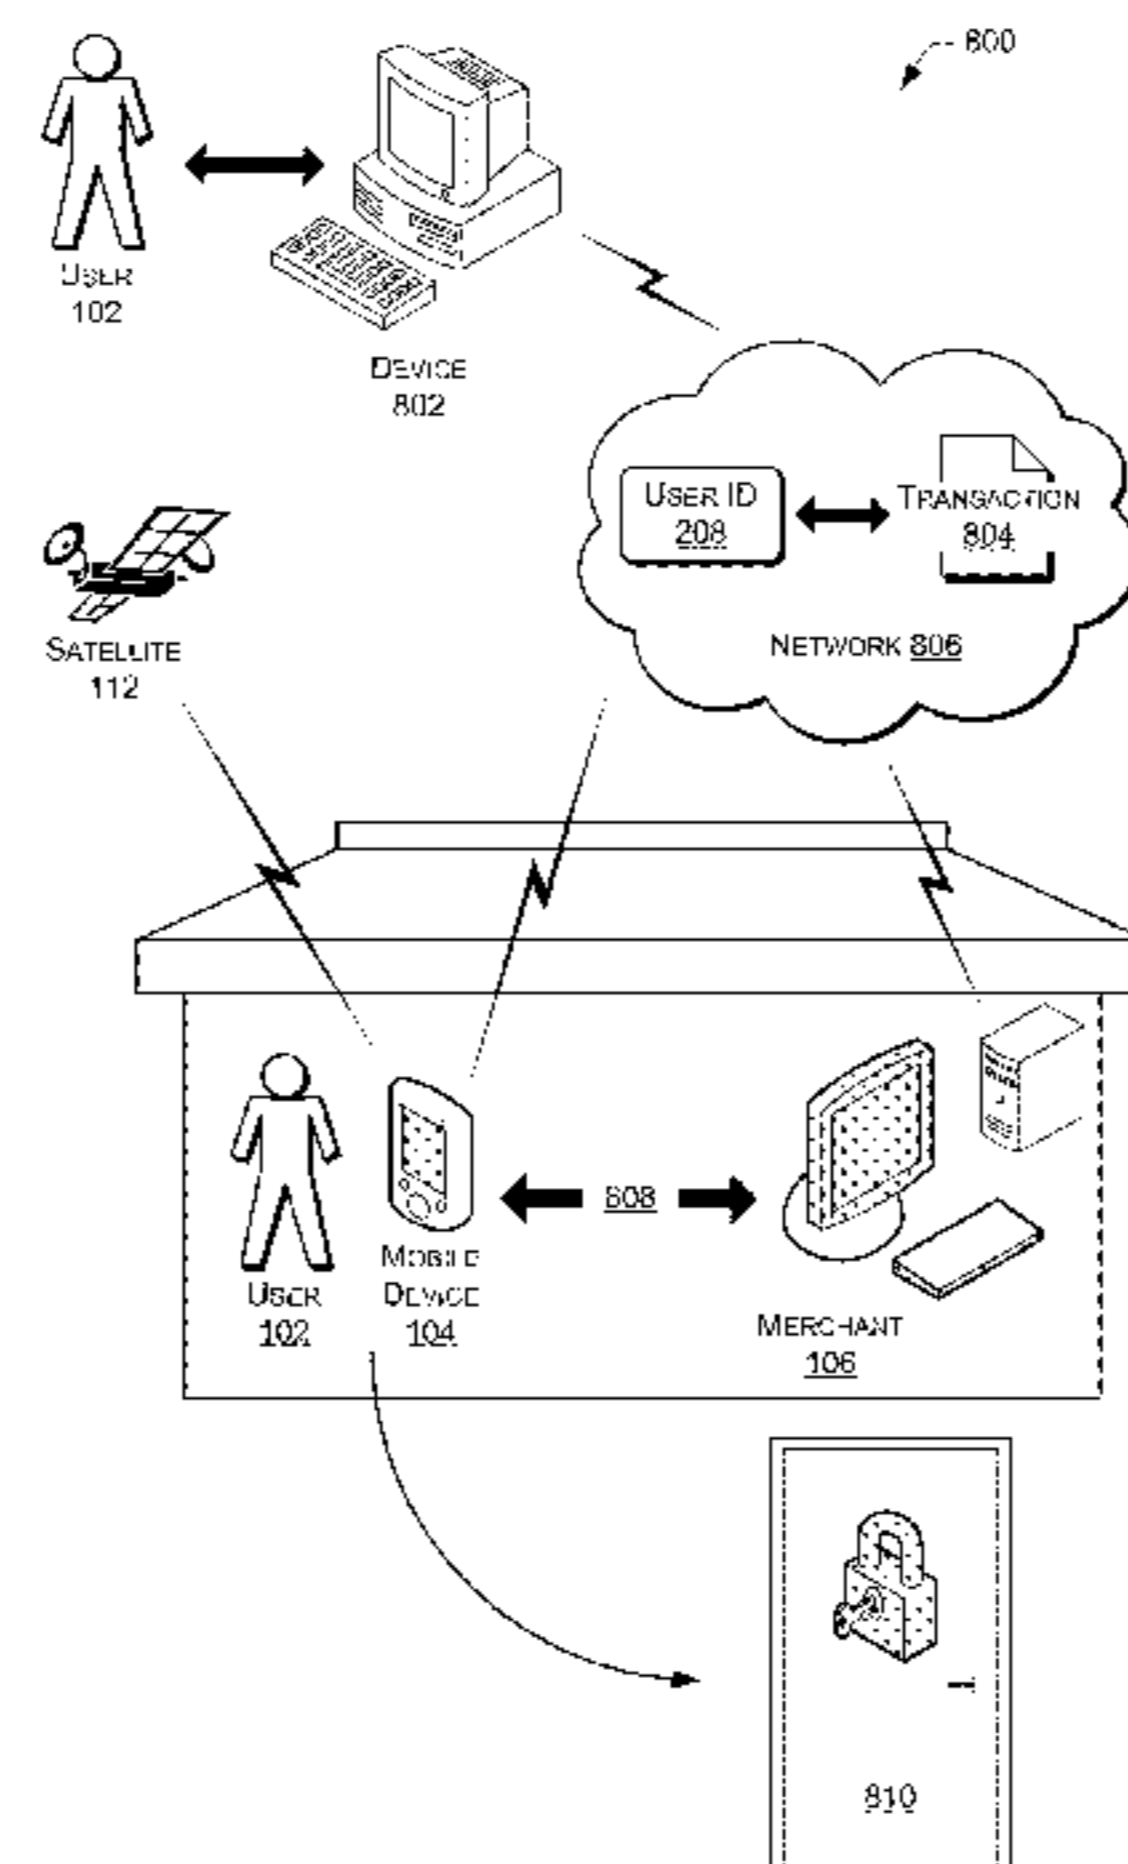 800
USER
102
DEVICE
802
USER ID
208
TRANSACTION
804
NETWORK 806
SATELLITE
112
808
MOBILE
DEVICE
104
USER
102
MERCHANT
106
810